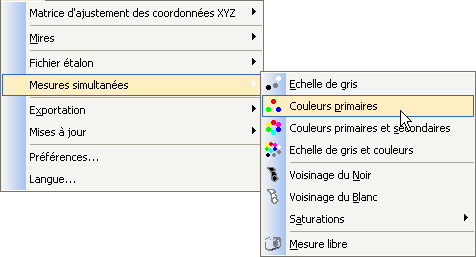 Matrice d'ajustement des coordonnées XYZ
Mires
Fichier étalon
Mesures simultanées
Exportation
Mises à jour
Préférences...
Langue...
Echelle de gris
Couleurs primaires
Couleurs primaires et secondaires
Echelle de gris et couleurs
Voisinage du Noir
Voisinage du Blanc
Saturations
Mesure libre